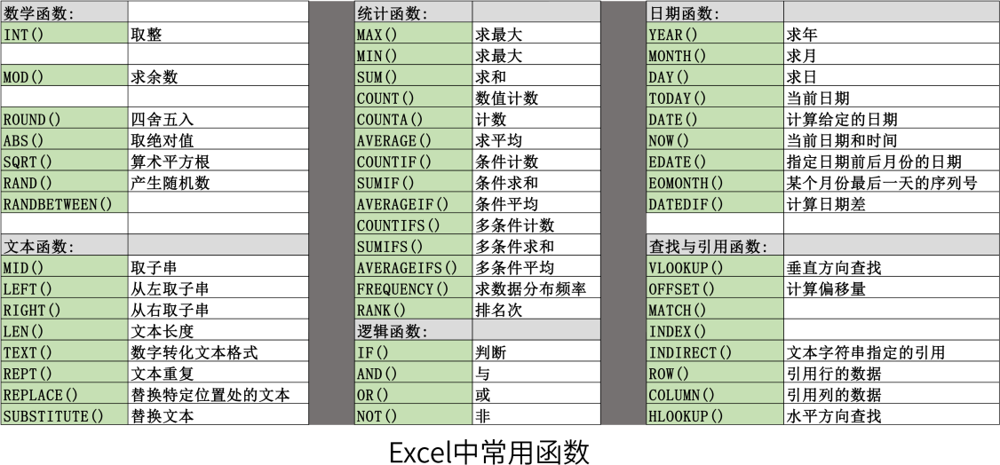 数学函数:
INT() 取整
MOD() 求余数
ROUND() 四舍五入
ABS() 取绝对值
SQRT() 算术平方根
RAND() 产生随机数
RANDBETWEEN()
文本函数:
MID() 取子串
LEFT() 从左取子串
RIGHT() 从右取子串
LEN() 文本长度
TEXT() 数字转化文本格式
REPT() 文本重复
REPLACE() 替换特定位置处的文本
SUBSTITUTE() 替换文本
统计函数:
MAX() 求最大
MIN() 求最大
SUM() 求和
COUNT() 数值计数
COUNTA() 计数
AVERAGE() 求平均
COUNTIF() 条件计数
SUMIF() 条件求和
AVERAGEIF() 条件平均
COUNTIFS() 多条件计数
SUMIFS() 多条件求和
AVERAGEIFS() 多条件平均
FREQUENCY() 求数据分布频率
RANK() 排名次
逻辑函数:
IF() 判断
AND() 与
OR() 或
NOT() 非
日期函数:
YEAR() 求年
MONTH() 求月
DAY() 求日
TODAY() 当前日期
DATE() 计算给定的日期
NOW() 当前日期和时间
EDATE() 指定日期前后月份的日期
EOMONTH() 某个月份最后一天的序列号
DATEDIF() 计算日期差
查找与引用函数:
VLOOKUP() 垂直方向查找
OFFSET() 计算偏移量
MATCH()
INDEX()
INDIRECT() 文本字符串指定的引用
ROW() 引用行的数据
COLUMN() 引用列的数据
HLOOKUP() 水平方向查找
Excel中常用函数